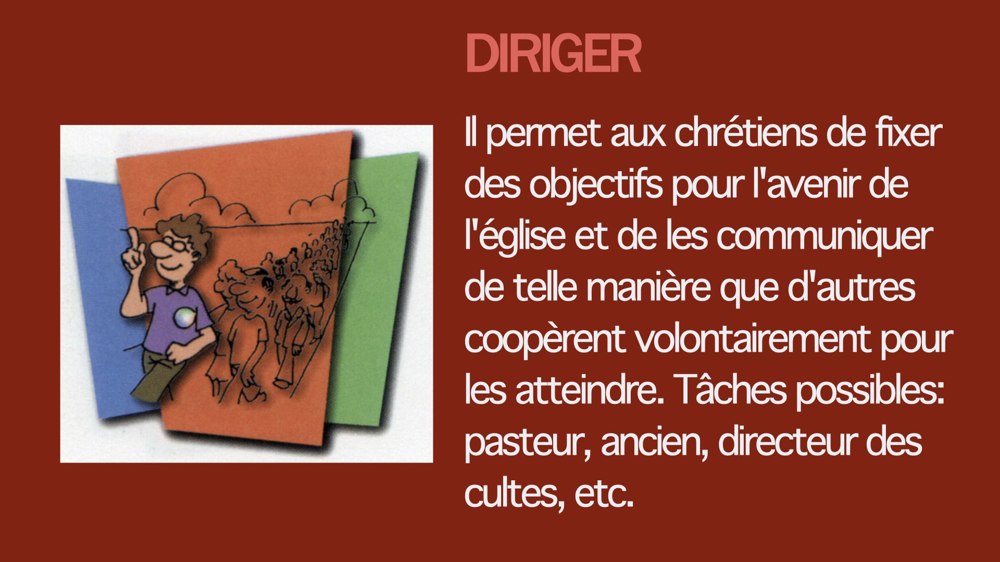 DIRIGER
Il permet aux chrétiens de fixer
des objectifs pour l'avenir de
l'église et de les communiquer
de telle manière que d'autres
coopèrent volontairement pour
les atteindre. Tâches possibles:
pasteur, ancien, directeur des
cultes, etc.